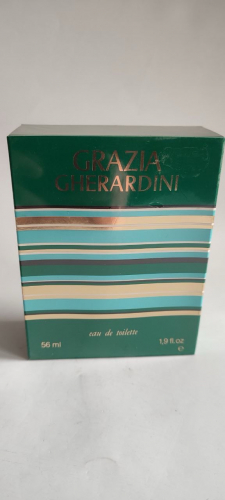 GRAZIA
GHERARDINI
eau de toilette
56 ml
1,9 fl.oz
e